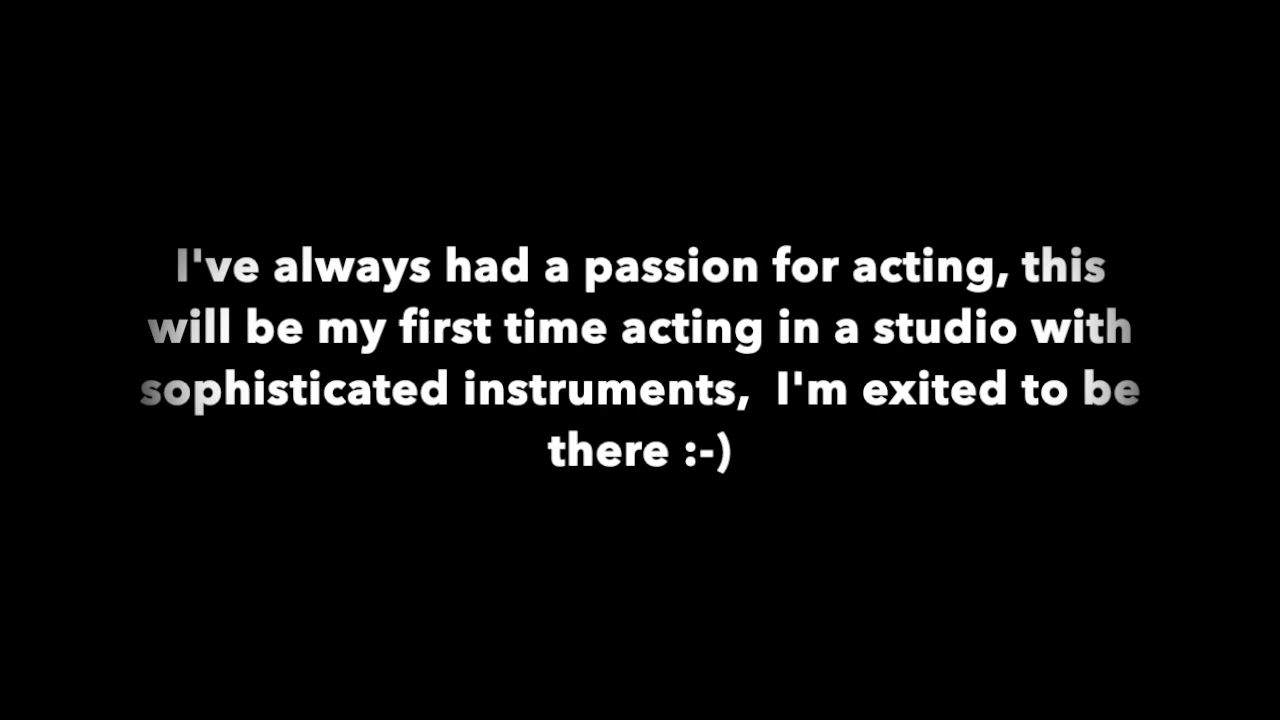 I've always had a passion for acting, this
will be my first time acting in a studio with
sophisticated instruments,  I'm exited to be
there :-)